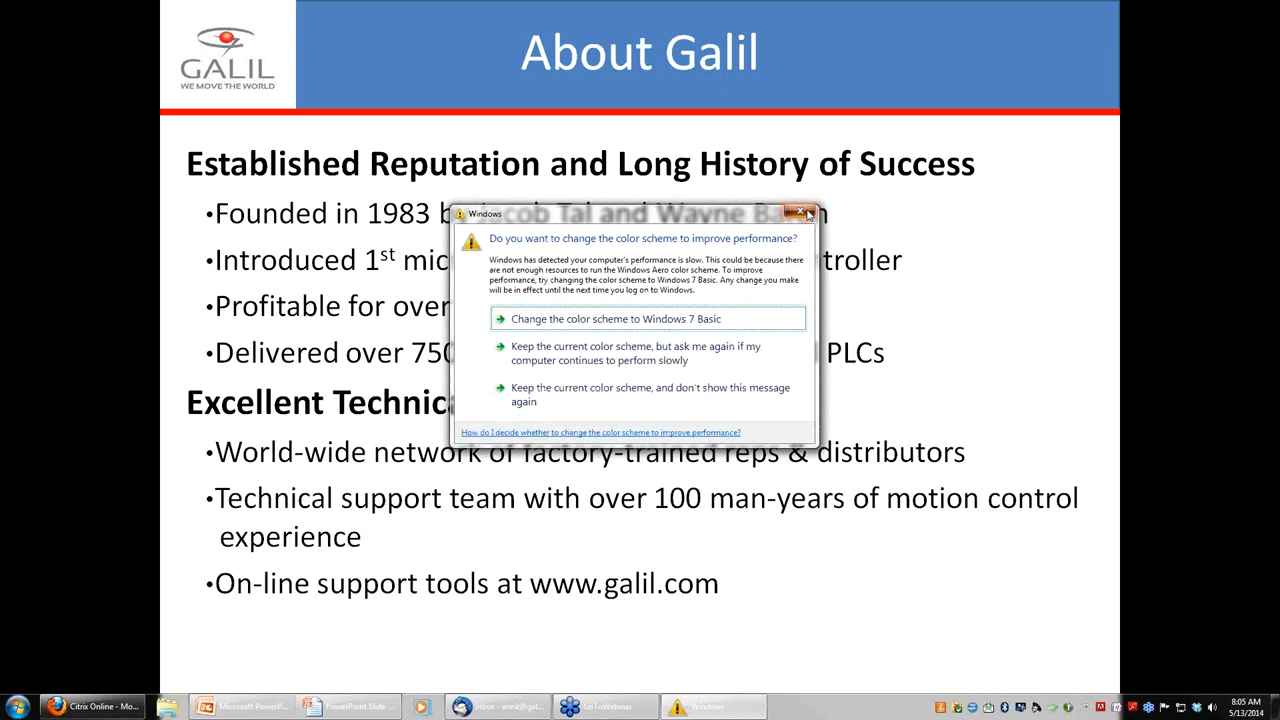 GALIL
WE MOVE THE WORLD
About Galil
Established Reputation and Long History of Success
•Founded in 1983 by Jacob Tal and Wayne
•Introduced 1st
•Profitable for over
•Delivered over PLCs
Excellent
•World-wide network of factory-trained reps & distributors
•Technical support team with over 100 man-years of motion control
experience
•On-line support tools at www.galil.com
Windows
Do you want to change the color scheme to improve performance?
Windows has detected your computer's performance is slow. This could be because there
are not enough resources to run the Windows Aero color scheme. To improve
performance, try changing the color scheme to Windows 7 Basic. Any change you make
will be in effect until the next time you log on to Windows.
Change the color scheme to Windows 7 Basic
Keep the current color scheme, but ask me again if my
computer continues to perform slowly
Keep the current color scheme, and don't show this message
again
How do I decide whether to change the color scheme to improve performance?
Citrix Online - Mo...
Microsoft PowerP...
PowerPoint Slide ...
Inbox - annk@gal...
GoToWebinar
Windows
8:05 AM
5/13/2014